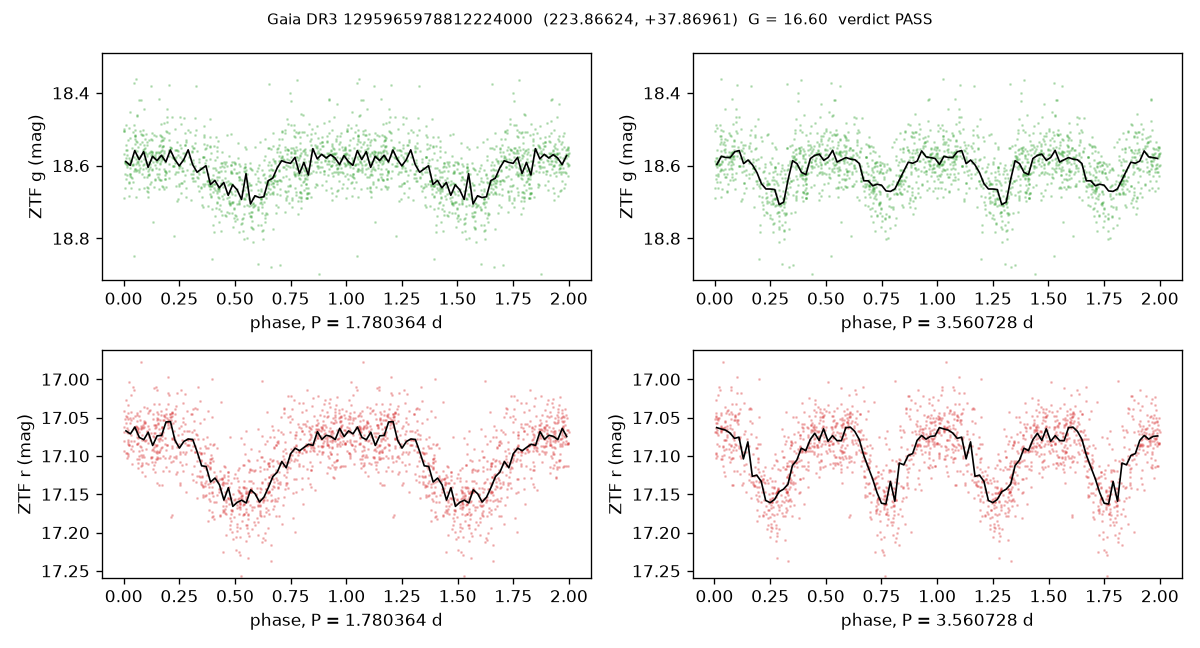 Gaia DR3 1295965978812224000 (223.86624, +37.86961) G = 16.60 verdict PASS
ZTF g (mag)
18.4
18.6
18.8
0.00 0.25 0.50 0.75 1.00 1.25 1.50 1.75 2.00
phase, P = 1.780364 d
ZTF g (mag)
18.4
18.6
18.8
0.00 0.25 0.50 0.75 1.00 1.25 1.50 1.75 2.00
phase, P = 3.560728 d
ZTF r (mag)
17.00
17.05
17.10
17.15
17.20
17.25
0.00 0.25 0.50 0.75 1.00 1.25 1.50 1.75 2.00
phase, P = 1.780364 d
ZTF r (mag)
17.00
17.05
17.10
17.15
17.20
17.25
0.00 0.25 0.50 0.75 1.00 1.25 1.50 1.75 2.00
phase, P = 3.560728 d